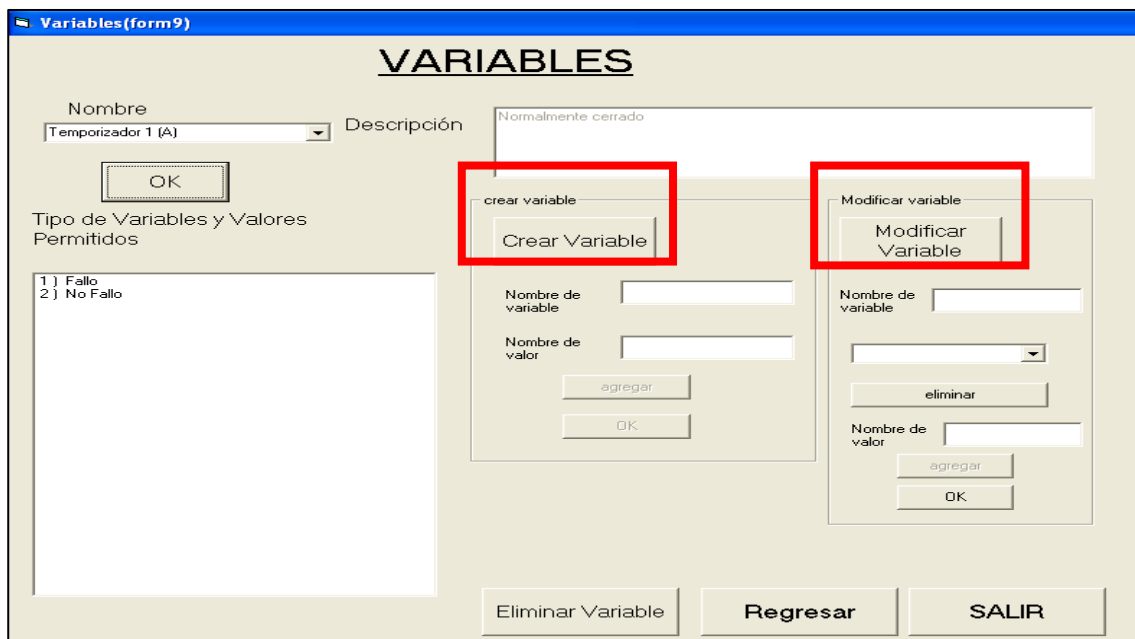 Variables(form9)
VARIABLES
Nombre
Temporizador 1 (A)
Descripción
Normalmente cerrado
OK
Tipo de Variables y Valores
Permitidos
1 ) Fallo
2 ) No Fallo
crear variable
Crear Variable
Nombre de
variable
Nombre de
valor
agregar
OK
Modificar variable
Modificar
Variable
Nombre de
variable
eliminar
Nombre de
valor
agregar
OK
Eliminar Variable
Regresar
SALIR